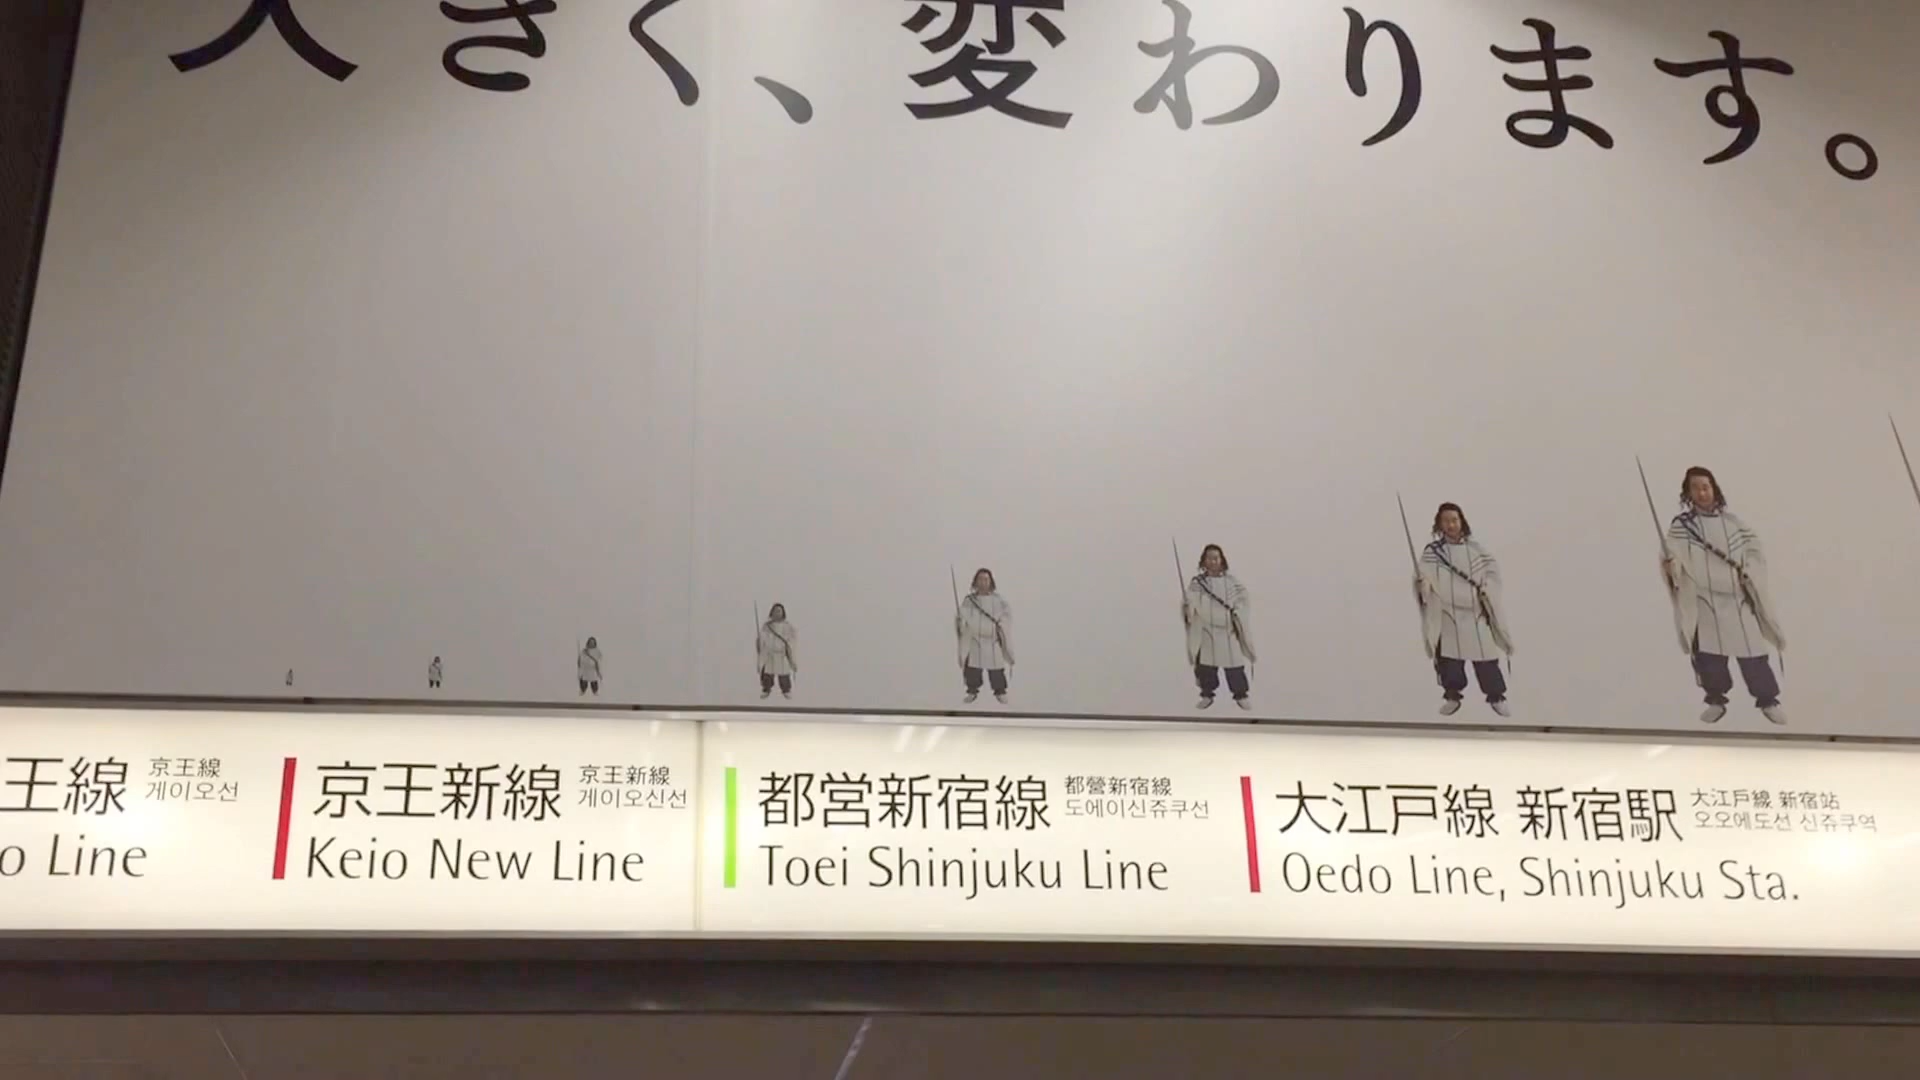 大きく、変わります。
王線 京王線
게이오선
o Line
京王新線 京王新線
게이오신선
Keio New Line
都営新宿線 都營新宿線
도에이신쥬쿠선
Toei Shinjuku Line
大江戸線 新宿駅 大江戶線 新宿站
오오에도선 신쥬쿠역
Oedo Line, Shinjuku Sta.